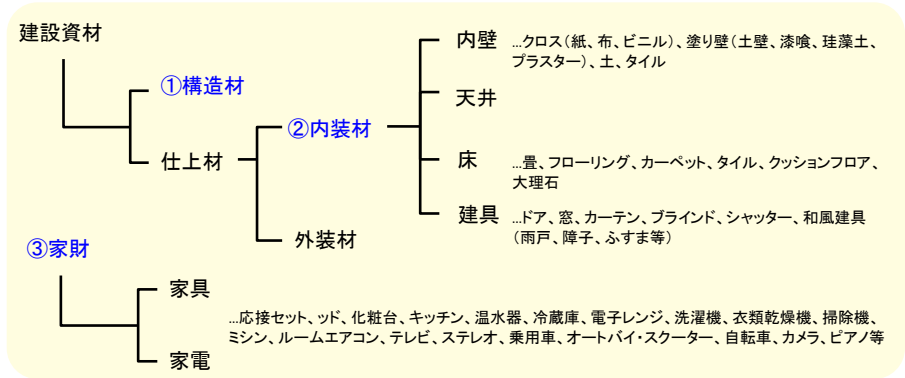 建設資材
①構造材
仕上材
②内装材
外装材
内壁 …クロス(紙、布、ビニル)、塗り壁(土壁、漆喰、珪藻土、
プラスター)、土、タイル
天井
床 …畳、フローリング、カーペット、タイル、クッションフロア、
大理石
建具 …ドア、窓、カーテン、ブラインド、シャッター、和風建具
(雨戸、障子、ふすま等)
③家財
家具
家電
…応接セット、ッド、化粧台、キッチン、温水器、冷蔵庫、電子レンジ、洗濯機、衣類乾燥機、掃除機、
ミシン、ルームエアコン、テレビ、ステレオ、乗用車、オートバイ・スクーター、自転車、カメラ、ピアノ等